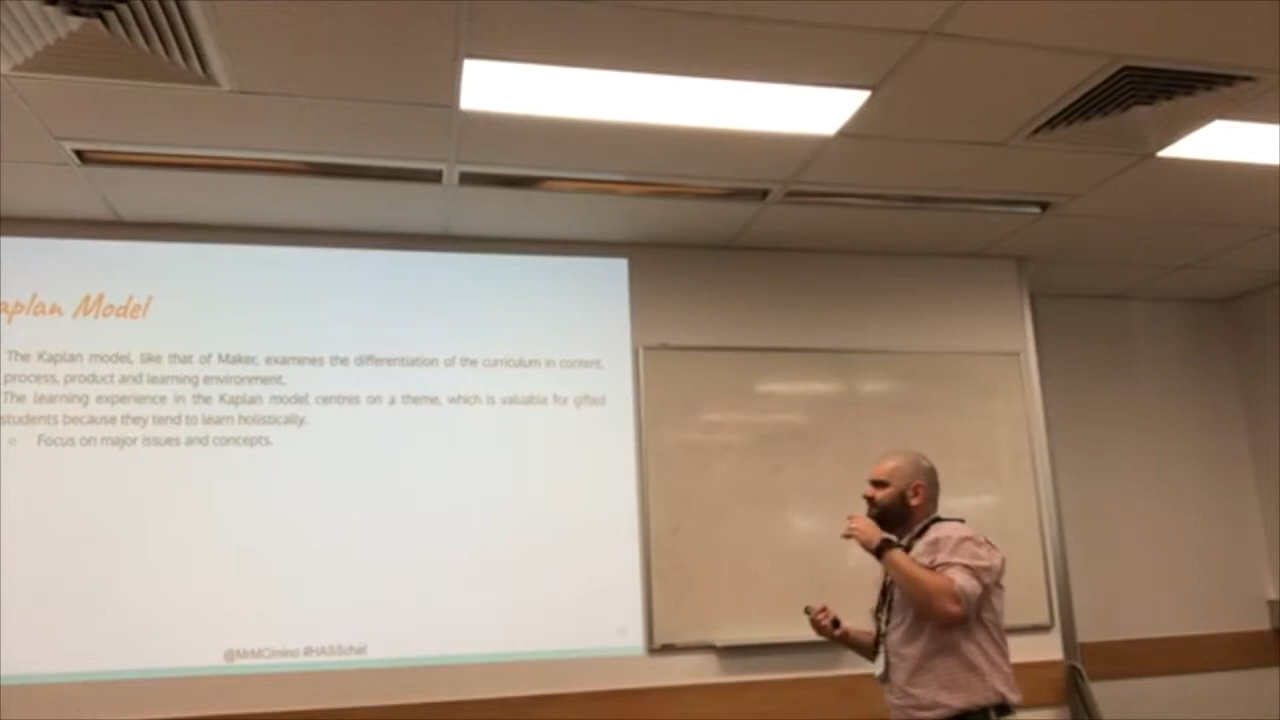 aplan Model
The Kaplan model, like that of Maker, examines the differentiation of the curriculum in content,
process, product and learning environment.
The learning experience in the Kaplan model centres on a theme, which is valuable for gifted
students because they tend to learn holistically.
○ Focus on major issues and concepts.
@MrMCimino #HASSchat